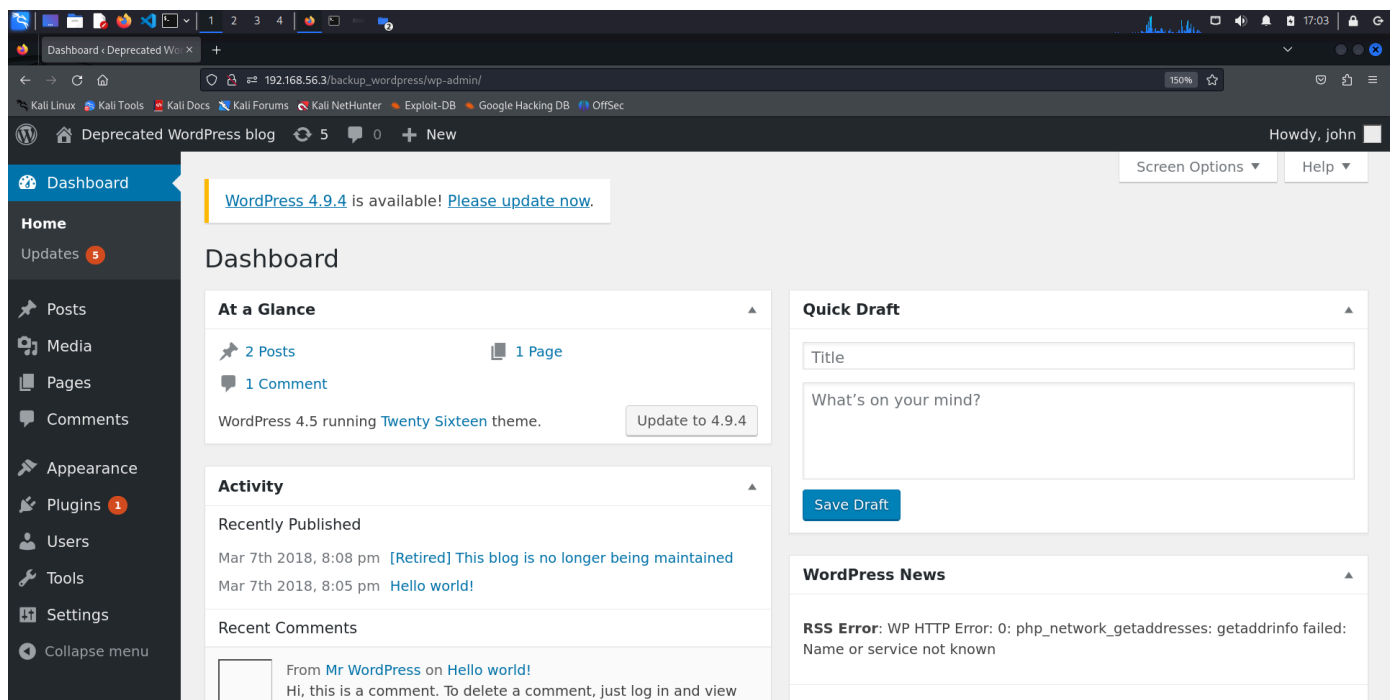 1 2 3 4
17:03
Dashboard ‹ Deprecated Wo
192.168.56.3/backup_wordpress/wp-admin/
150%
Kali Linux Kali Tools Kali Docs Kali Forums Kali NetHunter Exploit-DB Google Hacking DB OffSec
Deprecated WordPress blog 5 0 New
Howdy, john
Dashboard
Home
Updates 5
Posts
Media
Pages
Comments
Appearance
Plugins 1
Users
Tools
Settings
Collapse menu
Screen Options Help
WordPress 4.9.4 is available! Please update now.
Dashboard
At a Glance
2 Posts 1 Page
1 Comment
WordPress 4.5 running Twenty Sixteen theme. Update to 4.9.4
Activity
Recently Published
Mar 7th 2018, 8:08 pm [Retired] This blog is no longer being maintained
Mar 7th 2018, 8:05 pm Hello world!
Recent Comments
From Mr WordPress on Hello world!
Hi, this is a comment. To delete a comment, just log in and view
Quick Draft
Title
What's on your mind?
Save Draft
WordPress News
RSS Error: WP HTTP Error: 0: php_network_getaddresses: getaddrinfo failed:
Name or service not known